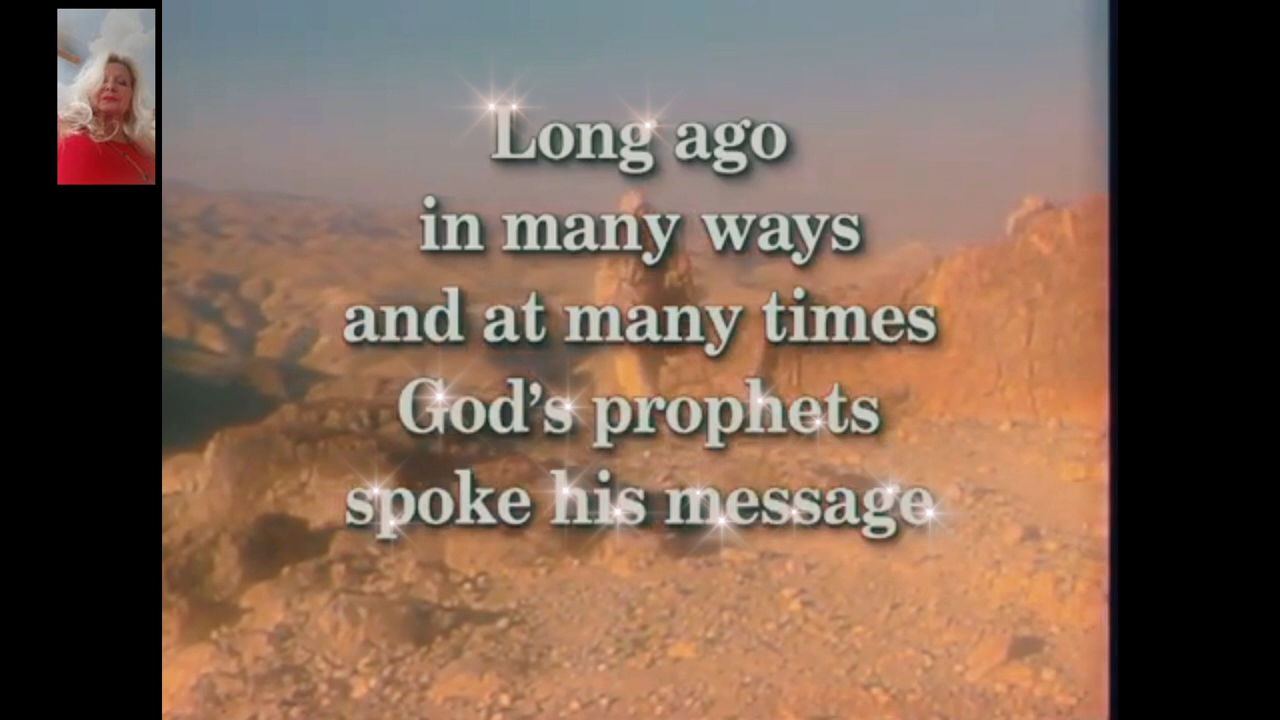 Long ago
in many ways
and at many times
God’s prophets
spoke his message